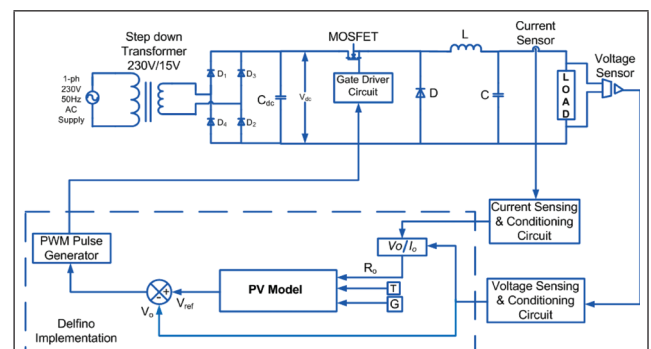 Step down
Transformer
230V/15V
1-ph
230V
50Hz
AC
Supply
D1
D3
D4
D2
Cdc
Vdc
MOSFET
Gate Driver
Circuit
D
L
C
Current
Sensor
LOAD
Voltage
Sensor
Current Sensing
& Conditioning
Circuit
Voltage Sensing
& Conditioning
Circuit
Vo/Io
Ro
PV Model
T
G
PWM Pulse
Generator
+
-
Vo
Vref
Delfino
Implementation